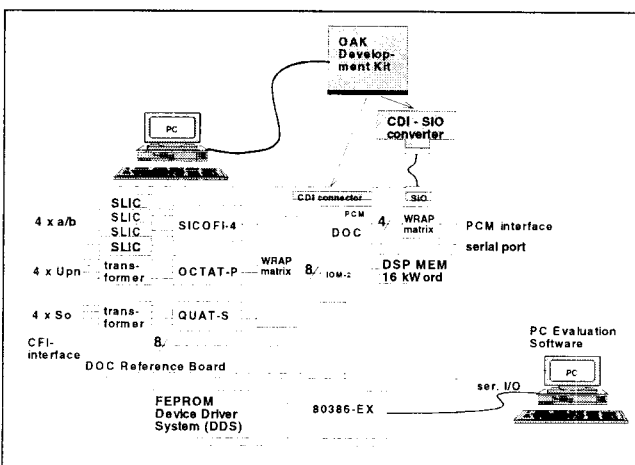 OAK
Develop-
ment Kit
CDI - SIO
converter
PC
CDI connector
SIO
SLIC
SLIC
SLIC
SLIC
4 x a/b
SICOFI-4
PCM
DOC
4
WRAP
matrix
PCM interface
serial port
4 x Upn
trans-
former
OCTAT-P
WRAP
matrix
8
IOM-2
DSP MEM
16 kWord
4 x So
trans-
former
QUAT-S
CFI-
interface
8
DOC Reference Board
PC Evaluation
Software
PC
ser. I/O
FEPROM
Device Driver
System (DDS)
80386-EX